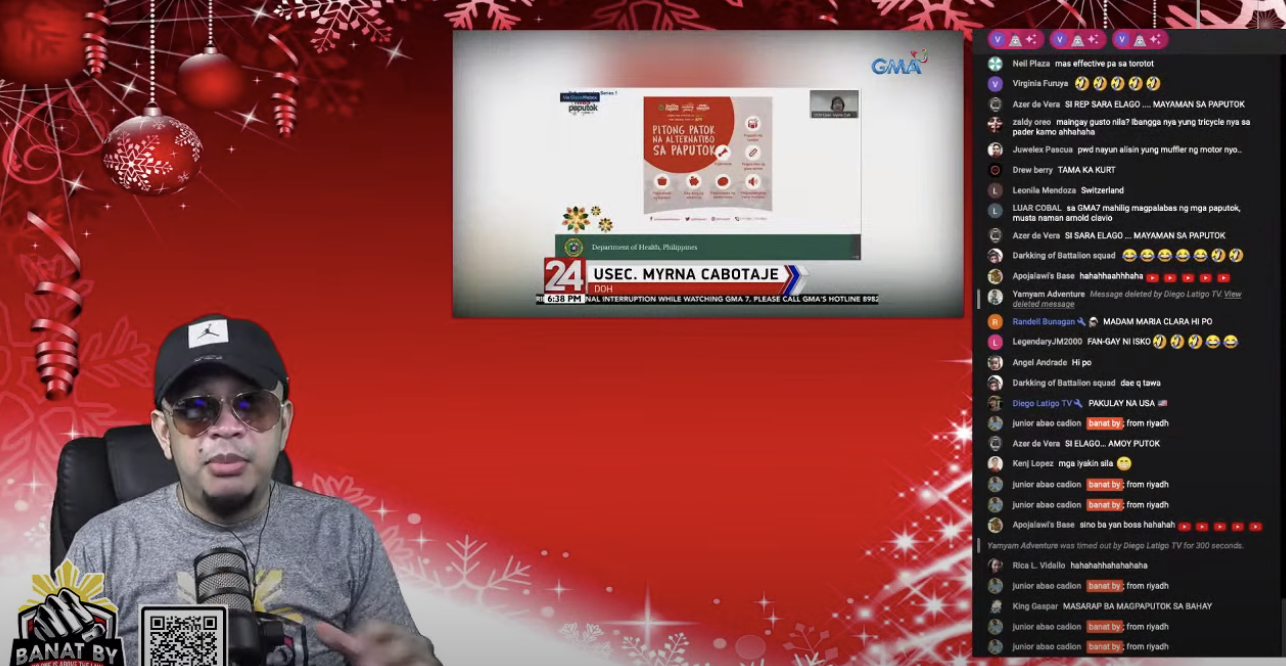 GMA
via Oras News
paputok
PITONG PATOK
NA ALTERNATIBO
SA PAPUTOK
Department of Health, Philippines
24
USEC. MYRNA CABOTAJE
DOH
6:38 PM
NAL INTERRUPTION WHILE WATCHING GMA 7, PLEASE CALL GMA'S HOTLINE 8982
BANAT BY
V
V
V
Neil Plaza mas effective pa sa torotot
V
Virginia Furuya 🤣🤣🤣🤣🤣
Azer de Vera SI REP SARA ELAGO .... MAYAMAN SA PAPUTOK
zaldy oreo maingay gusto nila? Ibangga nya yung tricycle nya sa
pader kamo ahhahaha
Juwelex Pascua pwd nayun alisin yung muffler ng motor nyo..
Drew berry TAMA KA KURT
L
Leonila Mendoza Switzerland
L
LUAR COBAL sa GMA7 mahilig magpalabas ng mga paputok,
musta naman arnold clavio
Azer de Vera SI SARA ELAGO ... MAYAMAN SA PAPUTOK
Darkking of Battalion squad 😂😂😂😂😂🤣🤣
Apojalawi's Base hahahhaahhhaha
Yamyam Adventure Message deleted by Diego Latigo TV. View
deleted message
R
Randell Bunagan MADAM MARIA CLARA HI PO
L
LegendaryJM2000 FAN-GAY NI ISKO 🤣🤣🤣😂😂
Angel Andrade Hi po
Darkking of Battalion squad dae q tawa
Diego Latigo TV PAKULAY NA USA 🇺🇸
junior abao cadion banat by; from riyadh
Azer de Vera SI ELAGO... AMOY PUTOK
Kenj Lopez mga iyakin sila 😁
junior abao cadion banat by; from riyadh
junior abao cadion banat by; from riyadh
Apojalawi's Base sino ba yan boss hahahah
Yamyam Adventure was timed out by Diego Latigo TV for 300 seconds.
Rica L. Vidallo hahahahhahahahaha
junior abao cadion banat by; from riyadh
King Gaspar MASARAP BA MAGPAPUTOK SA BAHAY
junior abao cadion banat by; from riyadh
junior abao cadion banat by; from riyadh